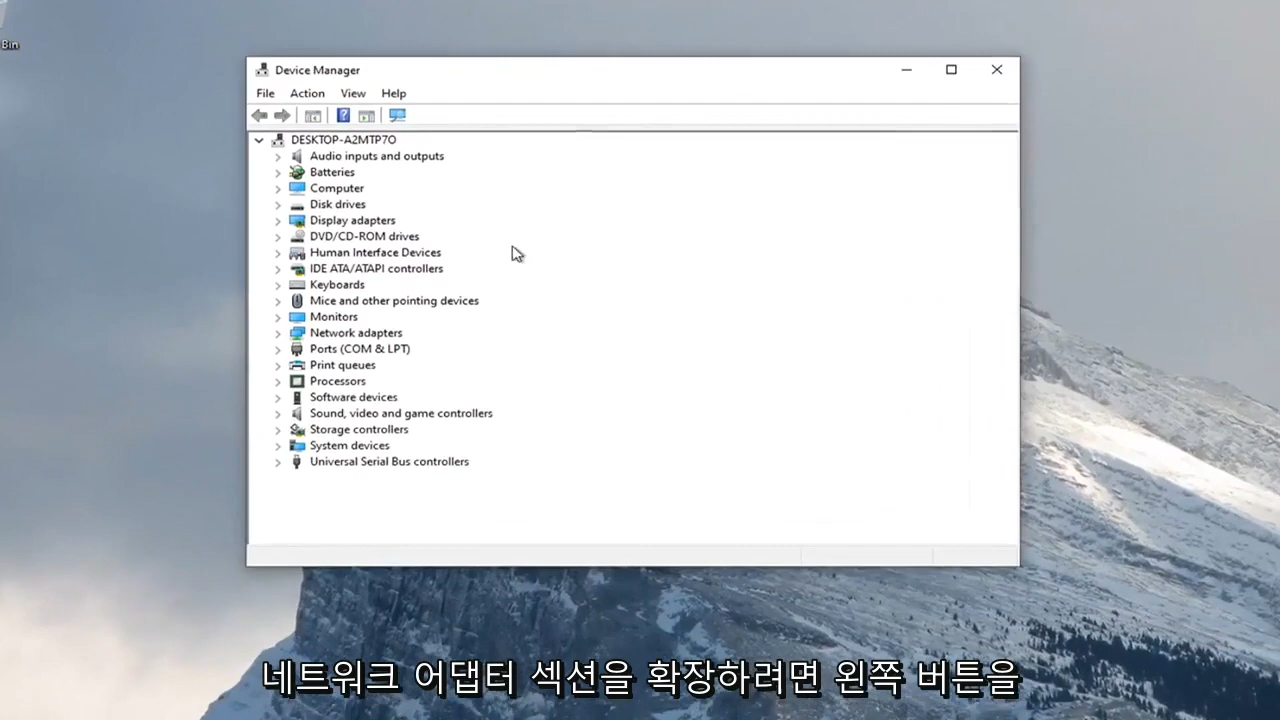 Bin
Device Manager
File Action View Help
DESKTOP-A2MTP7O
Audio inputs and outputs
Batteries
Computer
Disk drives
Display adapters
DVD/CD-ROM drives
Human Interface Devices
IDE ATA/ATAPI controllers
Keyboards
Mice and other pointing devices
Monitors
Network adapters
Ports (COM & LPT)
Print queues
Processors
Software devices
Sound, video and game controllers
Storage controllers
System devices
Universal Serial Bus controllers
네트워크 어댑터 섹션을 확장하려면 왼쪽 버튼을